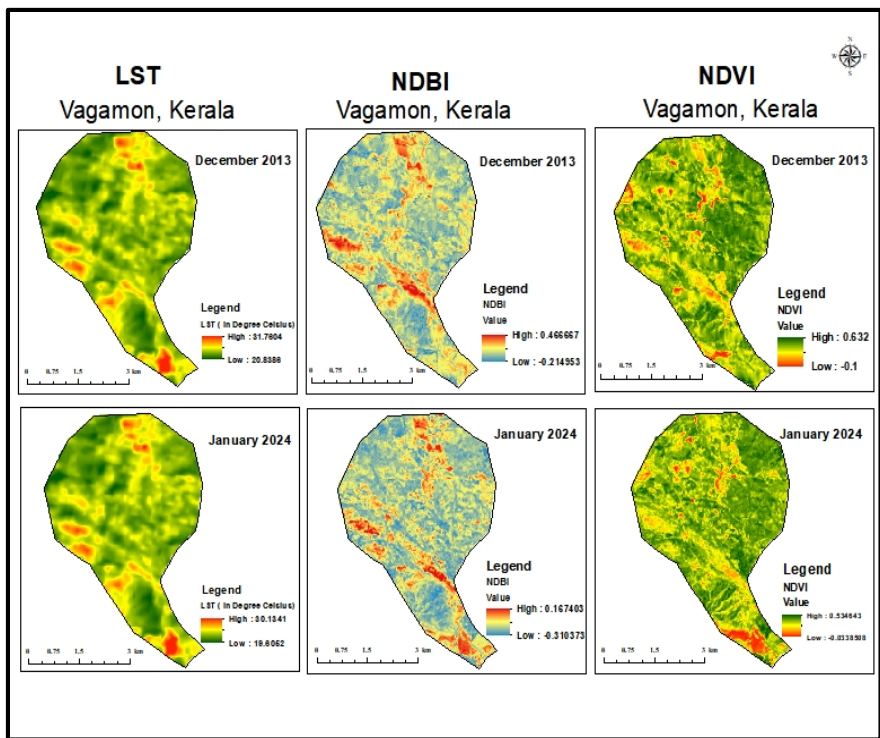 N
W E
S
LST
Vagamon, Kerala
NDBI
Vagamon, Kerala
NDVI
Vagamon, Kerala
December 2013
Legend
LST ( in Degree Celsius)
High : 31.7604
Low : 20.8386
0 0.75 1.5 3 km
December 2013
Legend
NDBI
Value
High : 0.466667
Low : -0.214953
0 0.75 1.5 3 km
December 2013
Legend
NDVI
Value
High : 0.632
Low : -0.1
0 0.75 1.5 3 km
January 2024
Legend
LST ( in Degree Celsius)
High : 30.1341
Low : 19.6052
0 0.75 1.5 3 km
January 2024
Legend
NDBI
Value
High : 0.167403
Low : -0.310373
0 0.75 1.5 3 km
January 2024
Legend
NDVI
Value
High : 0.534643
0 0.75 1.5 3 km